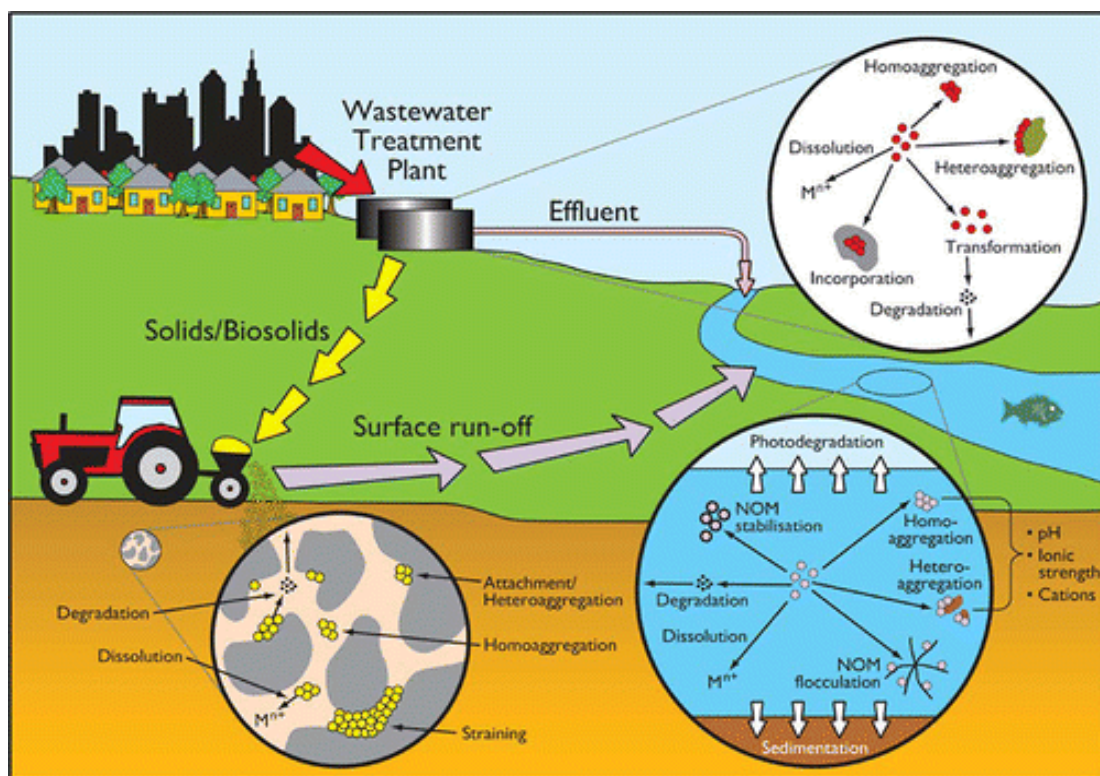 Wastewater
Treatment
Plant
Effluent
Solids/Biosolids
Surface run-off
Homoaggregation
Dissolution
Mⁿ⁺
Heteroaggregation
Incorporation
Transformation
Degradation
Photodegradation
NOM
stabilisation
Homo-
aggregation
Hetero-
aggregation
• pH
• Ionic
strength
• Cations
Degradation
Dissolution
Mⁿ⁺
NOM
flocculation
Sedimentation
Attachment/
Heteroaggregation
Degradation
Homoaggregation
Dissolution
Mⁿ⁺
Straining